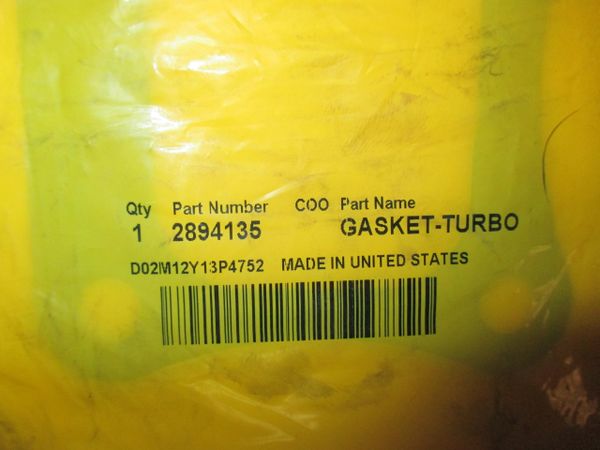 Qty Part Number COO Part Name
1 2894135 GASKET-TURBO
D02M12Y13P4752 MADE IN UNITED STATES